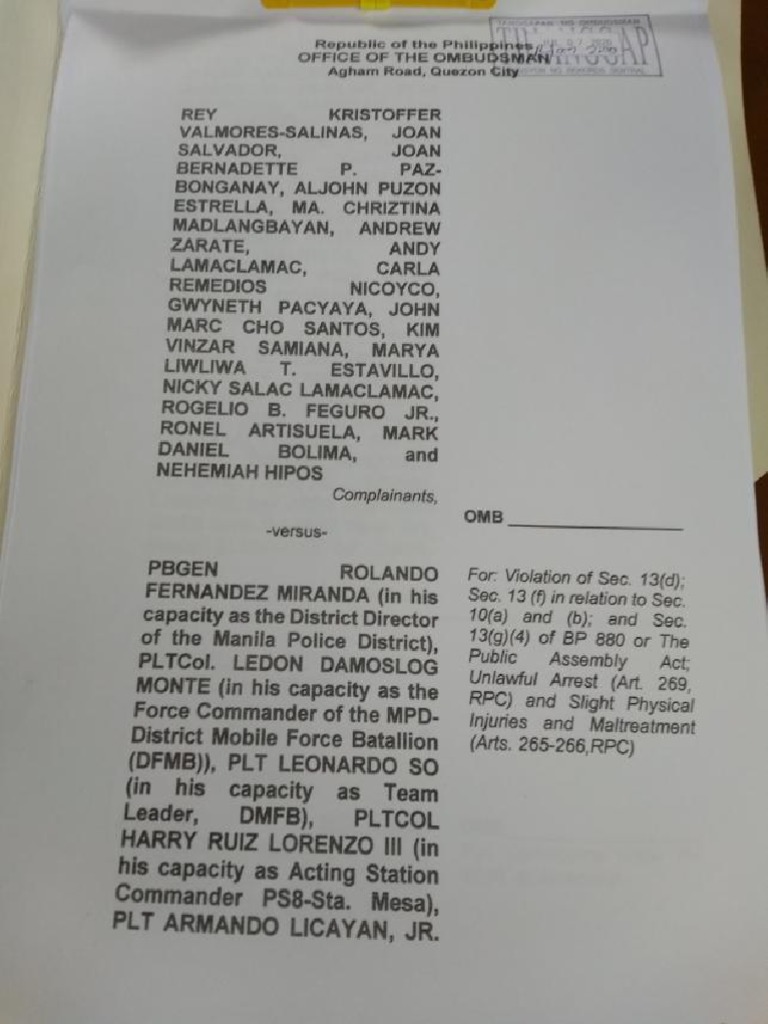 TANGGAPAN NG OMBUDSMAN
Republic of the Philippines
OFFICE OF THE OMBUDSMAN
Agham Road, Quezon City
REY KRISTOFFER
VALMORES-SALINAS, JOAN
SALVADOR, JOAN
BERNADETTE P. PAZ-
BONGANAY, ALJOHN PUZON
ESTRELLA, MA. CHRIZTINA
MADLANGBAYAN, ANDREW
ZARATE, ANDY
LAMACLAMAC, CARLA
REMEDIOS NICOYCO,
GWYNETH PACYAYA, JOHN
MARC CHO SANTOS, KIM
VINZAR SAMIANA, MARYA
LIWLIWA T. ESTAVILLO,
NICKY SALAC LAMACLAMAC,
ROGELIO B. FEGURO JR.,
RONEL ARTISUELA, MARK
DANIEL BOLIMA, and
NEHEMIAH HIPOS
Complainants,
-versus-
OMB
PBGEN ROLANDO
FERNANDEZ MIRANDA (in his
capacity as the District Director
of the Manila Police District),
PLTCol. LEDON DAMOSLOG
MONTE (in his capacity as the
Force Commander of the MPD-
District Mobile Force Batallion
(DFMB)), PLT LEONARDO SO
(in his capacity as Team
Leader, DMFB), PLTCOL
HARRY RUIZ LORENZO III (in
his capacity as Acting Station
Commander PS8-Sta. Mesa),
PLT ARMANDO LICAYAN, JR.
For: Violation of Sec. 13(d);
Sec. 13 (f) in relation to Sec.
10(a) and (b); and Sec.
13(g)(4) of BP 880 or The
Public Assembly Act;
Unlawful Arrest (Art. 269,
RPC) and Slight Physical
Injuries and Maltreatment
(Arts. 265-266,RPC)